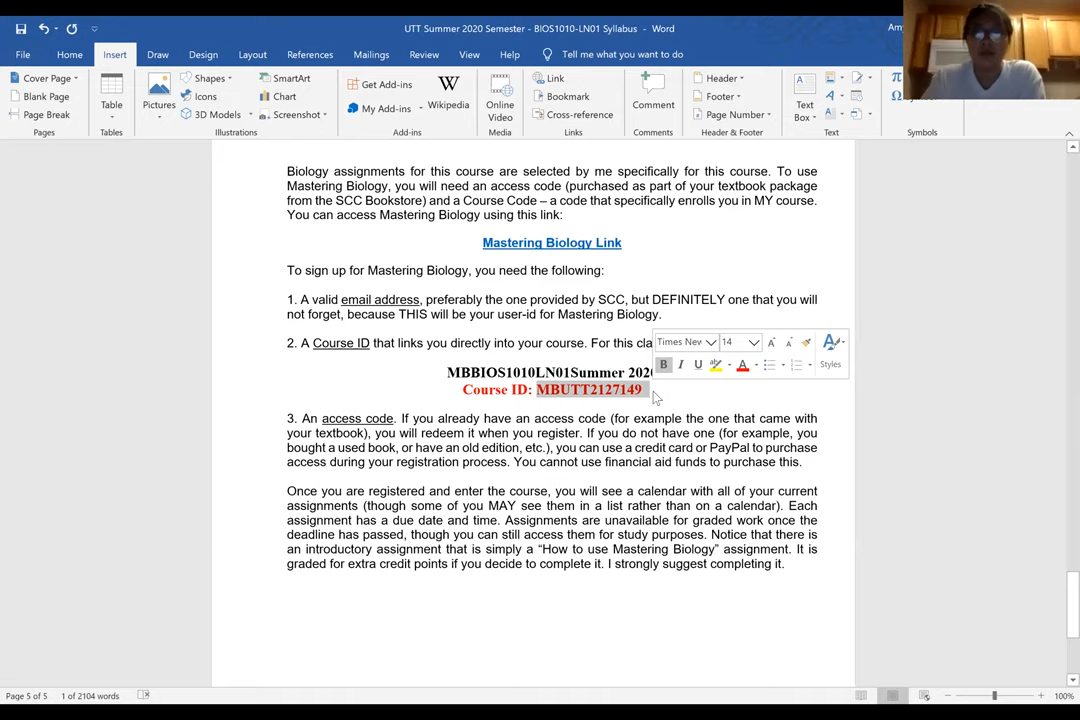 UTT Summer 2020 Semester - BIOS1010-LN01 Syllabus - Word
File Home Insert Draw Design Layout References Mailings Review View Help Tell me what you want to do
Cover Page
Blank Page
Page Break
Pages
Table
Tables
Pictures
Shapes
Icons
3D Models
SmartArt
Chart
Screenshot
Illustrations
Get Add-ins
My Add-ins
Wikipedia
Add-ins
Online
Video
Media
Link
Bookmark
Cross-reference
Links
Comment
Comments
Header
Footer
Page Number
Header & Footer
Text
Box
Text
Symbols
Biology assignments for this course are selected by me specifically for this course. To use
Mastering Biology, you will need an access code (purchased as part of your textbook package
from the SCC Bookstore) and a Course Code – a code that specifically enrolls you in MY course.
You can access Mastering Biology using this link:
Mastering Biology Link
To sign up for Mastering Biology, you need the following:
1. A valid email address, preferably the one provided by SCC, but DEFINITELY one that you will
not forget, because THIS will be your user-id for Mastering Biology.
2. A Course ID that links you directly into your course. For this cla
Times New 14
B I U Styles
MBBIOS1010LN01Summer 2020
Course ID: MBUTT2127149
3. An access code. If you already have an access code (for example the one that came with
your textbook), you will redeem it when you register. If you do not have one (for example, you
bought a used book, or have an old edition, etc.), you can use a credit card or PayPal to purchase
access during your registration process. You cannot use financial aid funds to purchase this.
Once you are registered and enter the course, you will see a calendar with all of your current
assignments (though some of you MAY see them in a list rather than on a calendar). Each
assignment has a due date and time. Assignments are unavailable for graded work once the
deadline has passed, though you can still access them for study purposes. Notice that there is
an introductory assignment that is simply a “How to use Mastering Biology” assignment. It is
graded for extra credit points if you decide to complete it. I strongly suggest completing it.
Page 5 of 5 1 of 2104 words 100%